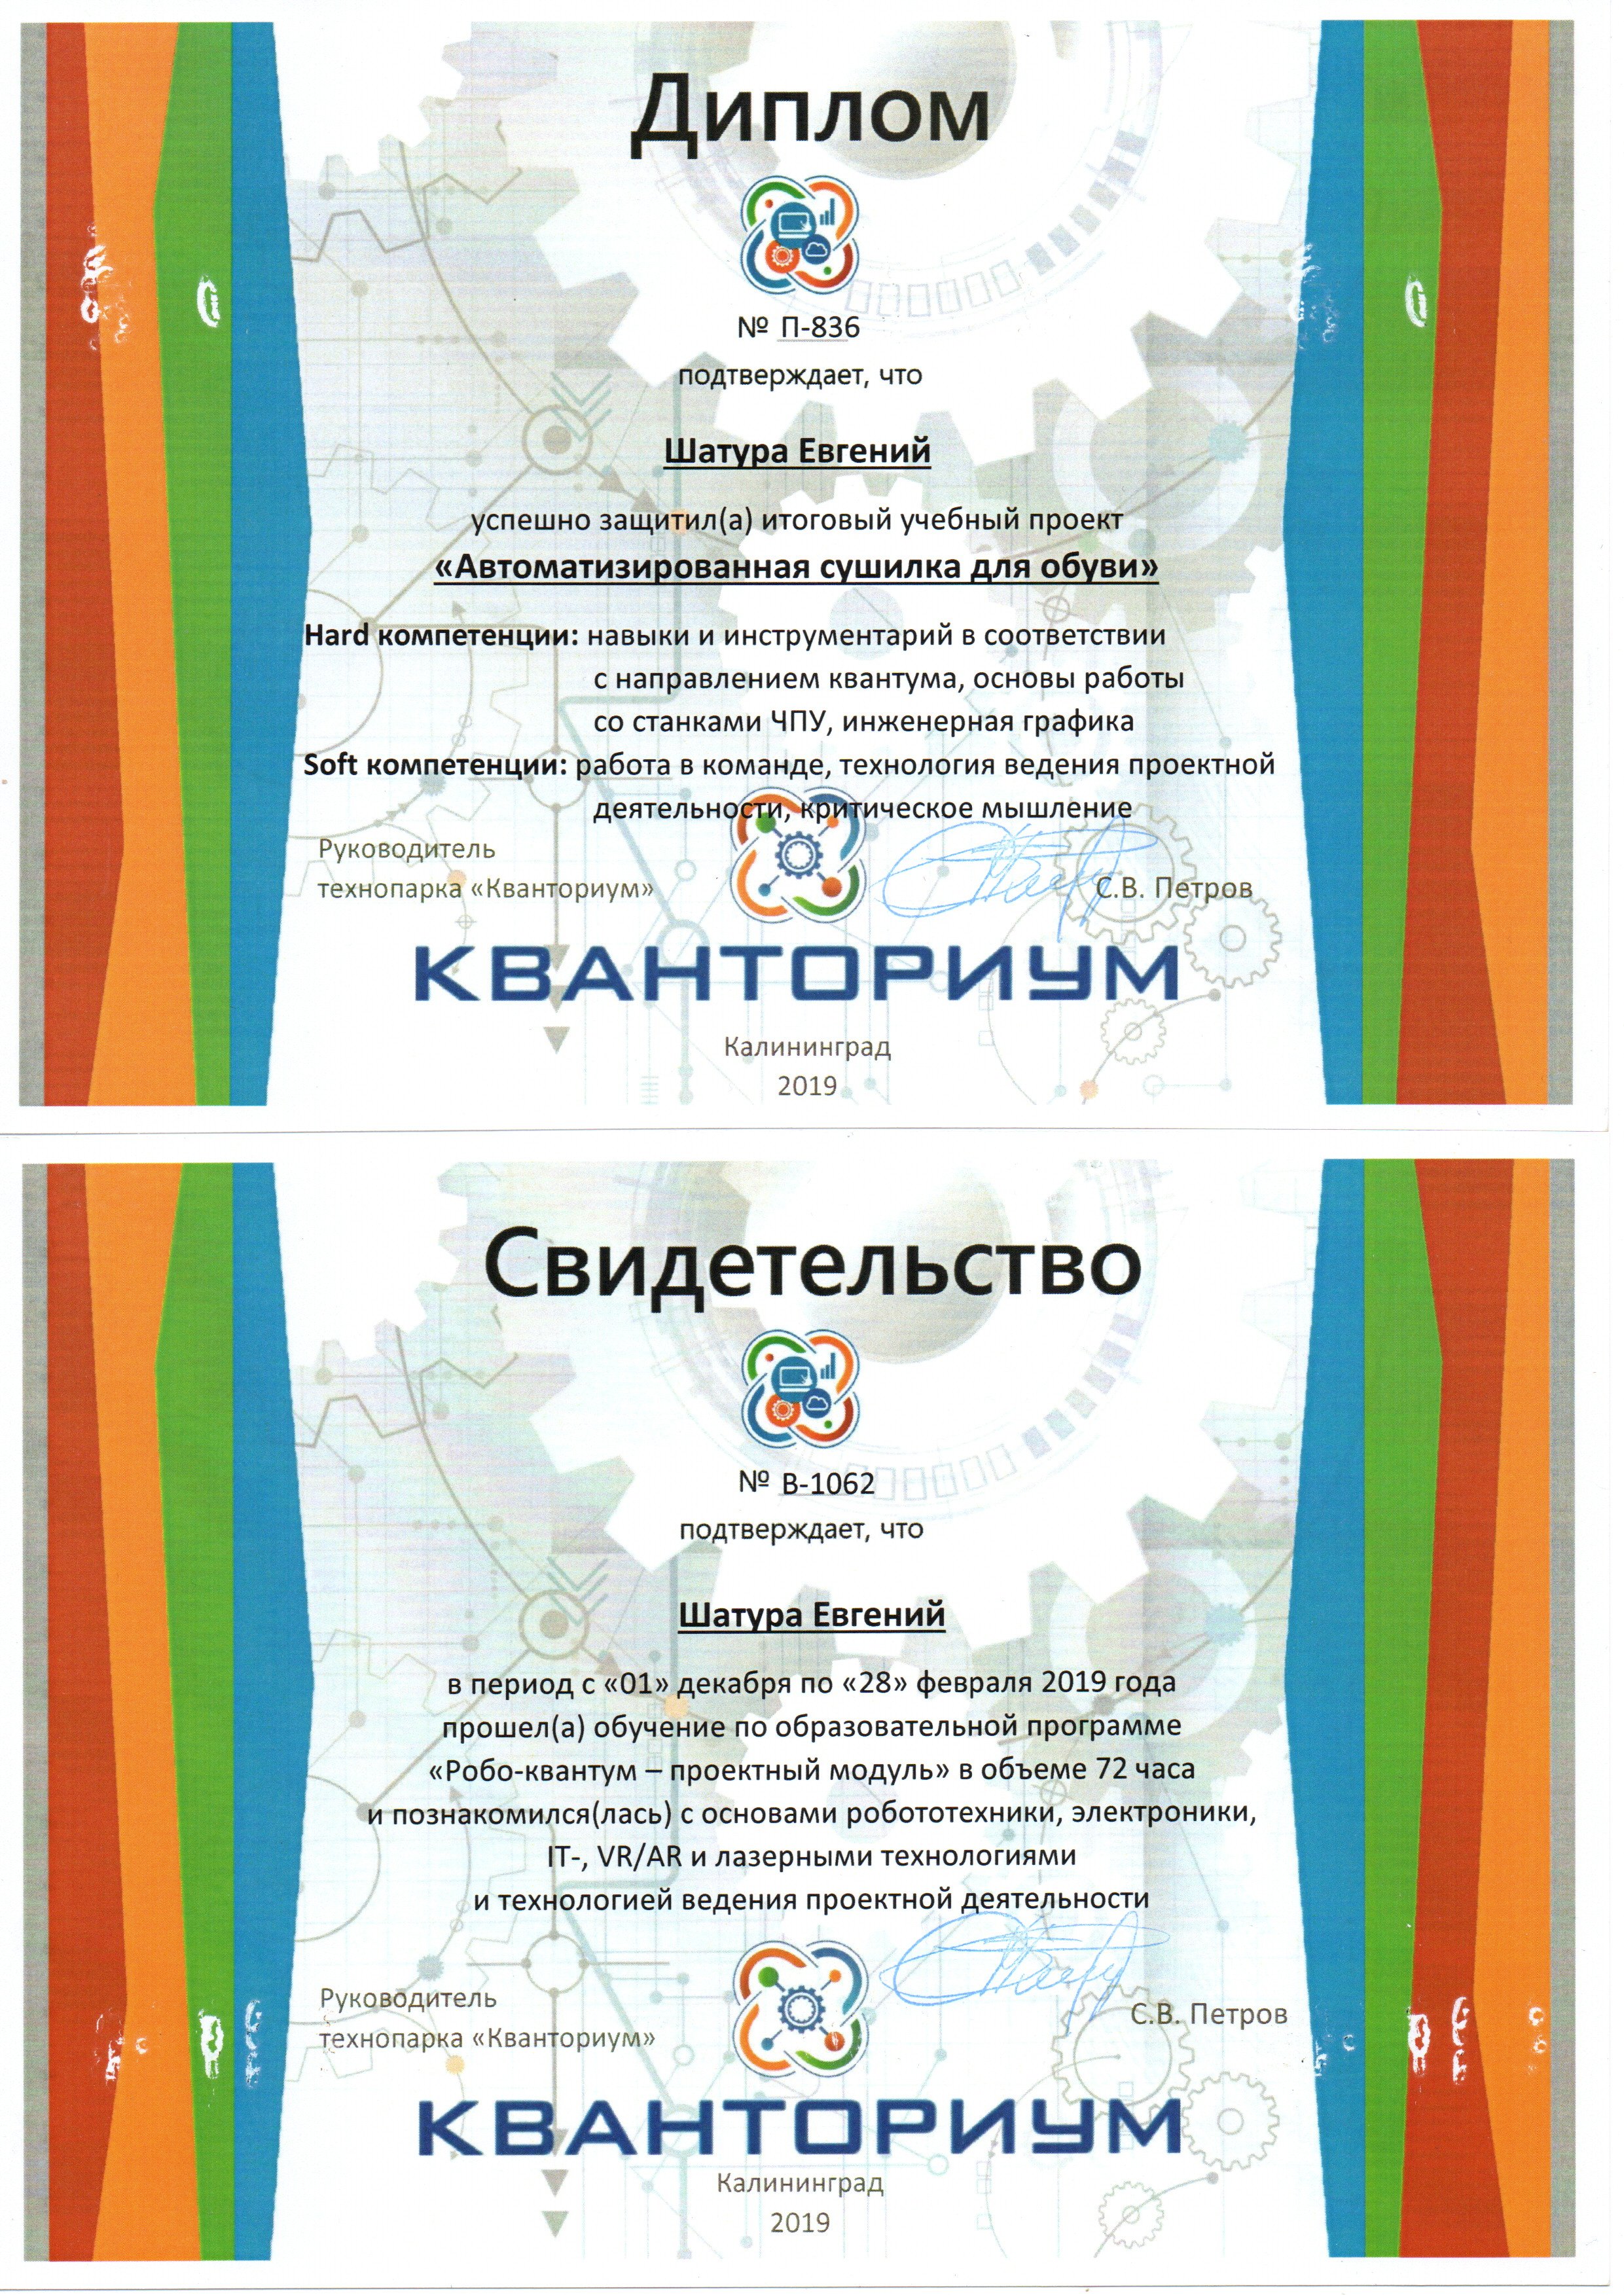 Диплом
№ П-836
подтверждает, что
Шатура Евгений
успешно защитил(а) итоговый учебный проект
«Автоматизированная сушилка для обуви»
Hard компетенции: навыки и инструментарий в соответствии
с направлением квантума, основы работы
со станками ЧПУ, инженерная графика
Soft компетенции: работа в команде, технология ведения проектной
деятельности, критическое мышление
Руководитель
технопарка «Кванториум»
С.В. Петров
КВАНТОРИУМ
Калининград
2019
Свидетельство
№ В-1062
подтверждает, что
Шатура Евгений
в период с «01» декабря по «28» февраля 2019 года
прошел(а) обучение по образовательной программе
«Робо-квантум – проектный модуль» в объеме 72 часа
и познакомился(лась) с основами робототехники, электроники,
IT-, VR/AR и лазерными технологиями
и технологией ведения проектной деятельности
Руководитель
технопарка «Кванториум»
С.В. Петров
КВАНТОРИУМ
Калининград
2019